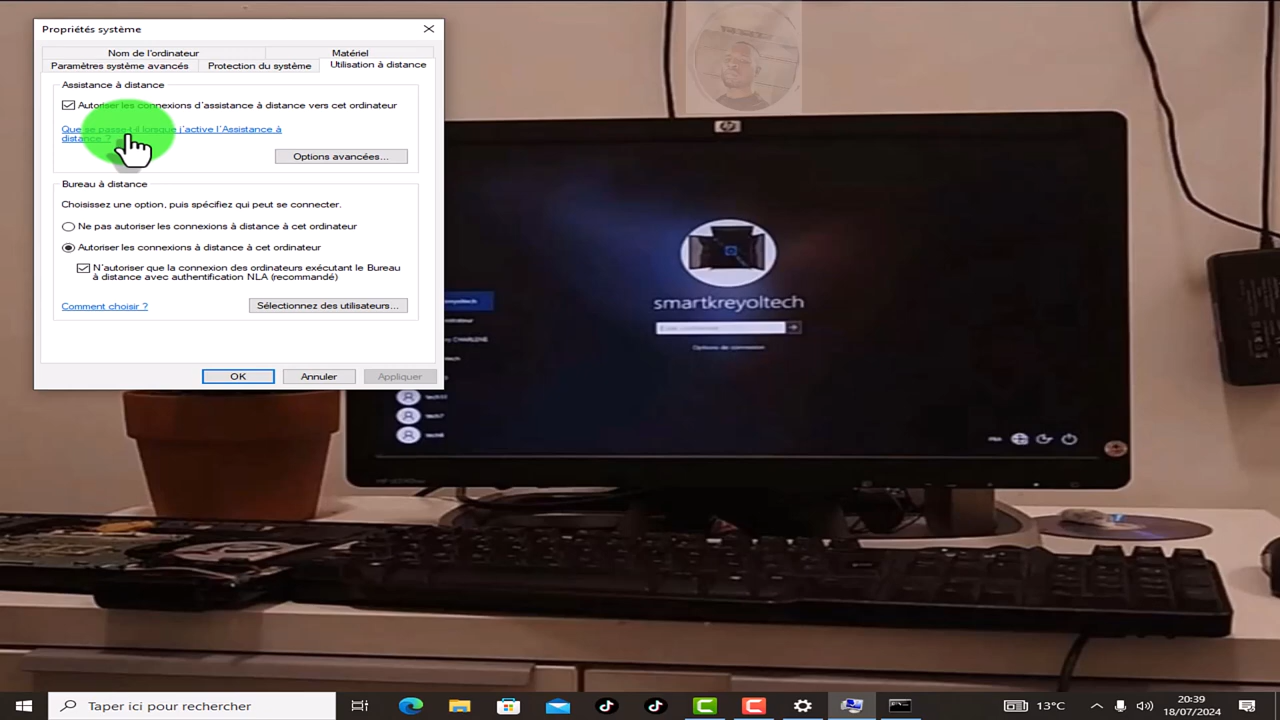 Propriétés système
Nom de l'ordinateur
Matériel
Paramètres système avancés
Protection du système
Utilisation à distance
Assistance à distance
Autoriser les connexions d'assistance à distance vers cet ordinateur
Que se passe-t-il lorsque j'active l'Assistance à
distance ?
Options avancées...
Bureau à distance
Choisissez une option, puis spécifiez qui peut se connecter.
Ne pas autoriser les connexions à distance à cet ordinateur
Autoriser les connexions à distance à cet ordinateur
N'autoriser que la connexion des ordinateurs exécutant le Bureau
à distance avec authentification NLA (recommandé)
Comment choisir ?
Sélectionnez des utilisateurs...
OK
Annuler
Appliquer
hp
smartkreyoltech
Options de connexion
CHARLENE
Taper ici pour rechercher
13°C
20:39
18/07/2024